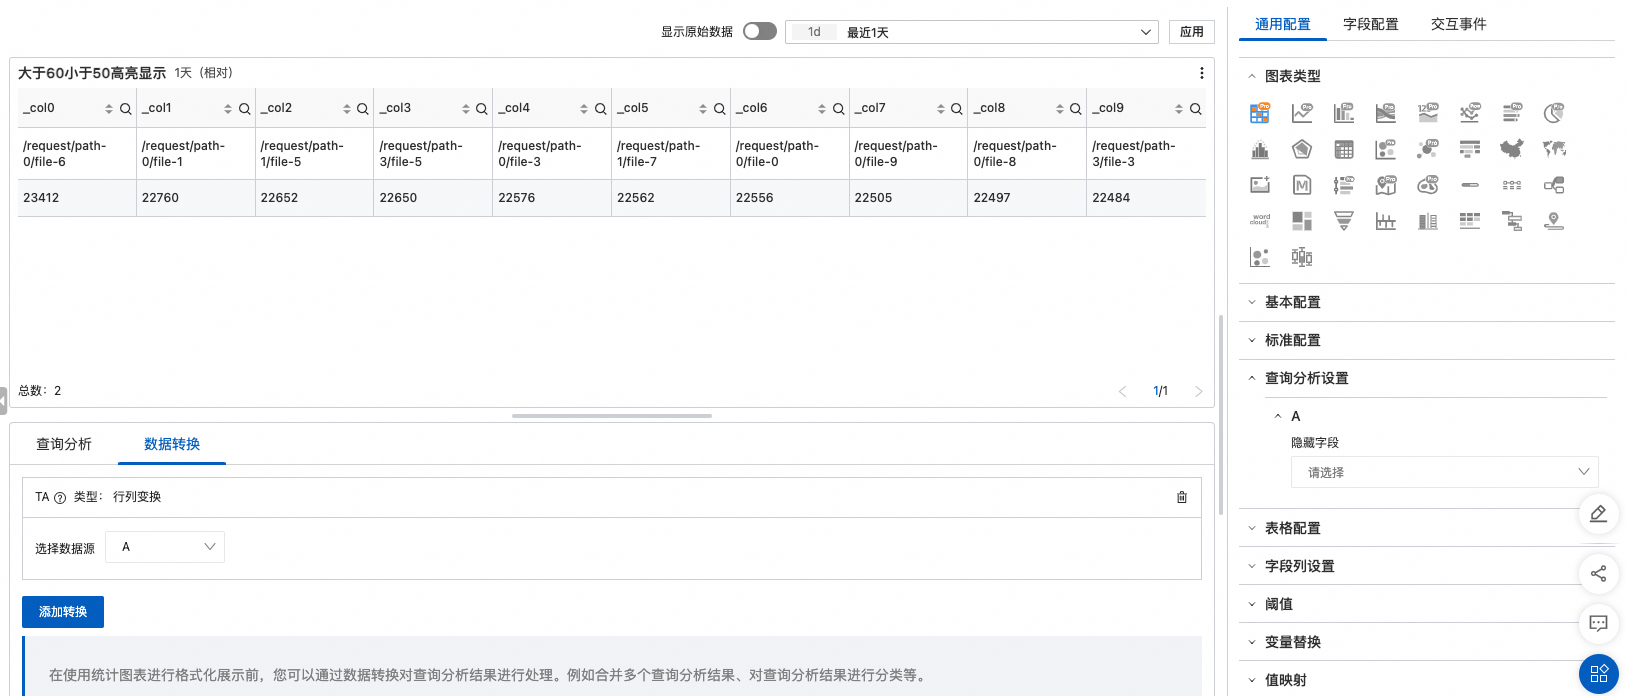 显示原始数据 1d 最近1天 应用
大于60小于50高亮显示 1天（相对）
_col0 _col1 _col2 _col3 _col4 _col5 _col6 _col7 _col8 _col9
/request/path-0/file-6 /request/path-0/file-1 /request/path-1/file-5 /request/path-3/file-5 /request/path-0/file-3 /request/path-1/file-7 /request/path-0/file-0 /request/path-0/file-9 /request/path-0/file-8 /request/path-3/file-3
23412 22760 22652 22650 22576 22562 22556 22505 22497 22484
总数：2 1/1
查询分析 数据转换
TA 类型： 行列变换
选择数据源 A
添加转换
在使用统计图表进行格式化展示前，您可以通过数据转换对查询分析结果进行处理。例如合并多个查询分析结果、对查询分析结果进行分类等。
通用配置 字段配置 交互事件
图表类型
word
cloud
基本配置
标准配置
查询分析设置
A
隐藏字段
请选择
表格配置
字段列设置
阈值
变量替换
值映射